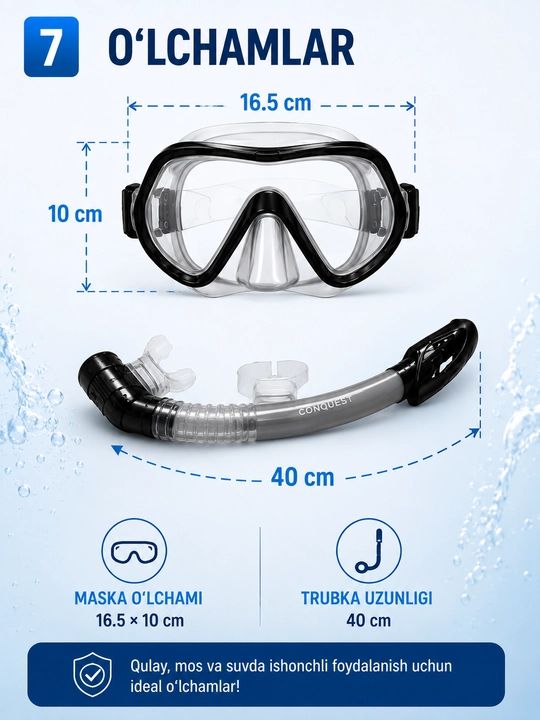 7 O‘LCHAMLAR
16.5 cm
10 cm
CONQUEST
40 cm
MASKA O‘LCHAMI
16.5 × 10 cm
TRUBKA UZUNLIGI
40 cm
Qulay, mos va suvda ishonchli foydalanish uchun
ideal o‘lchamlar!